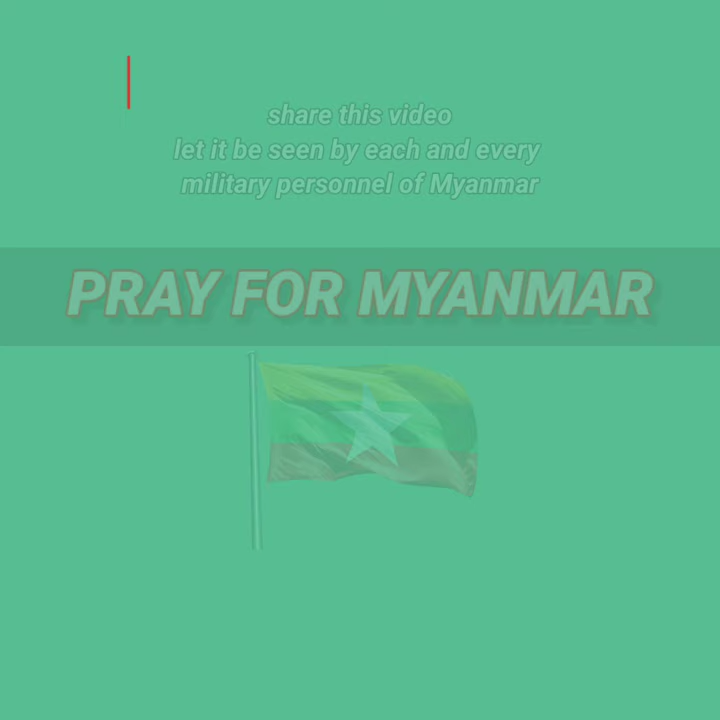 share this video
let it be seen by each and every
military personnel of Myanmar
PRAY FOR MYANMAR